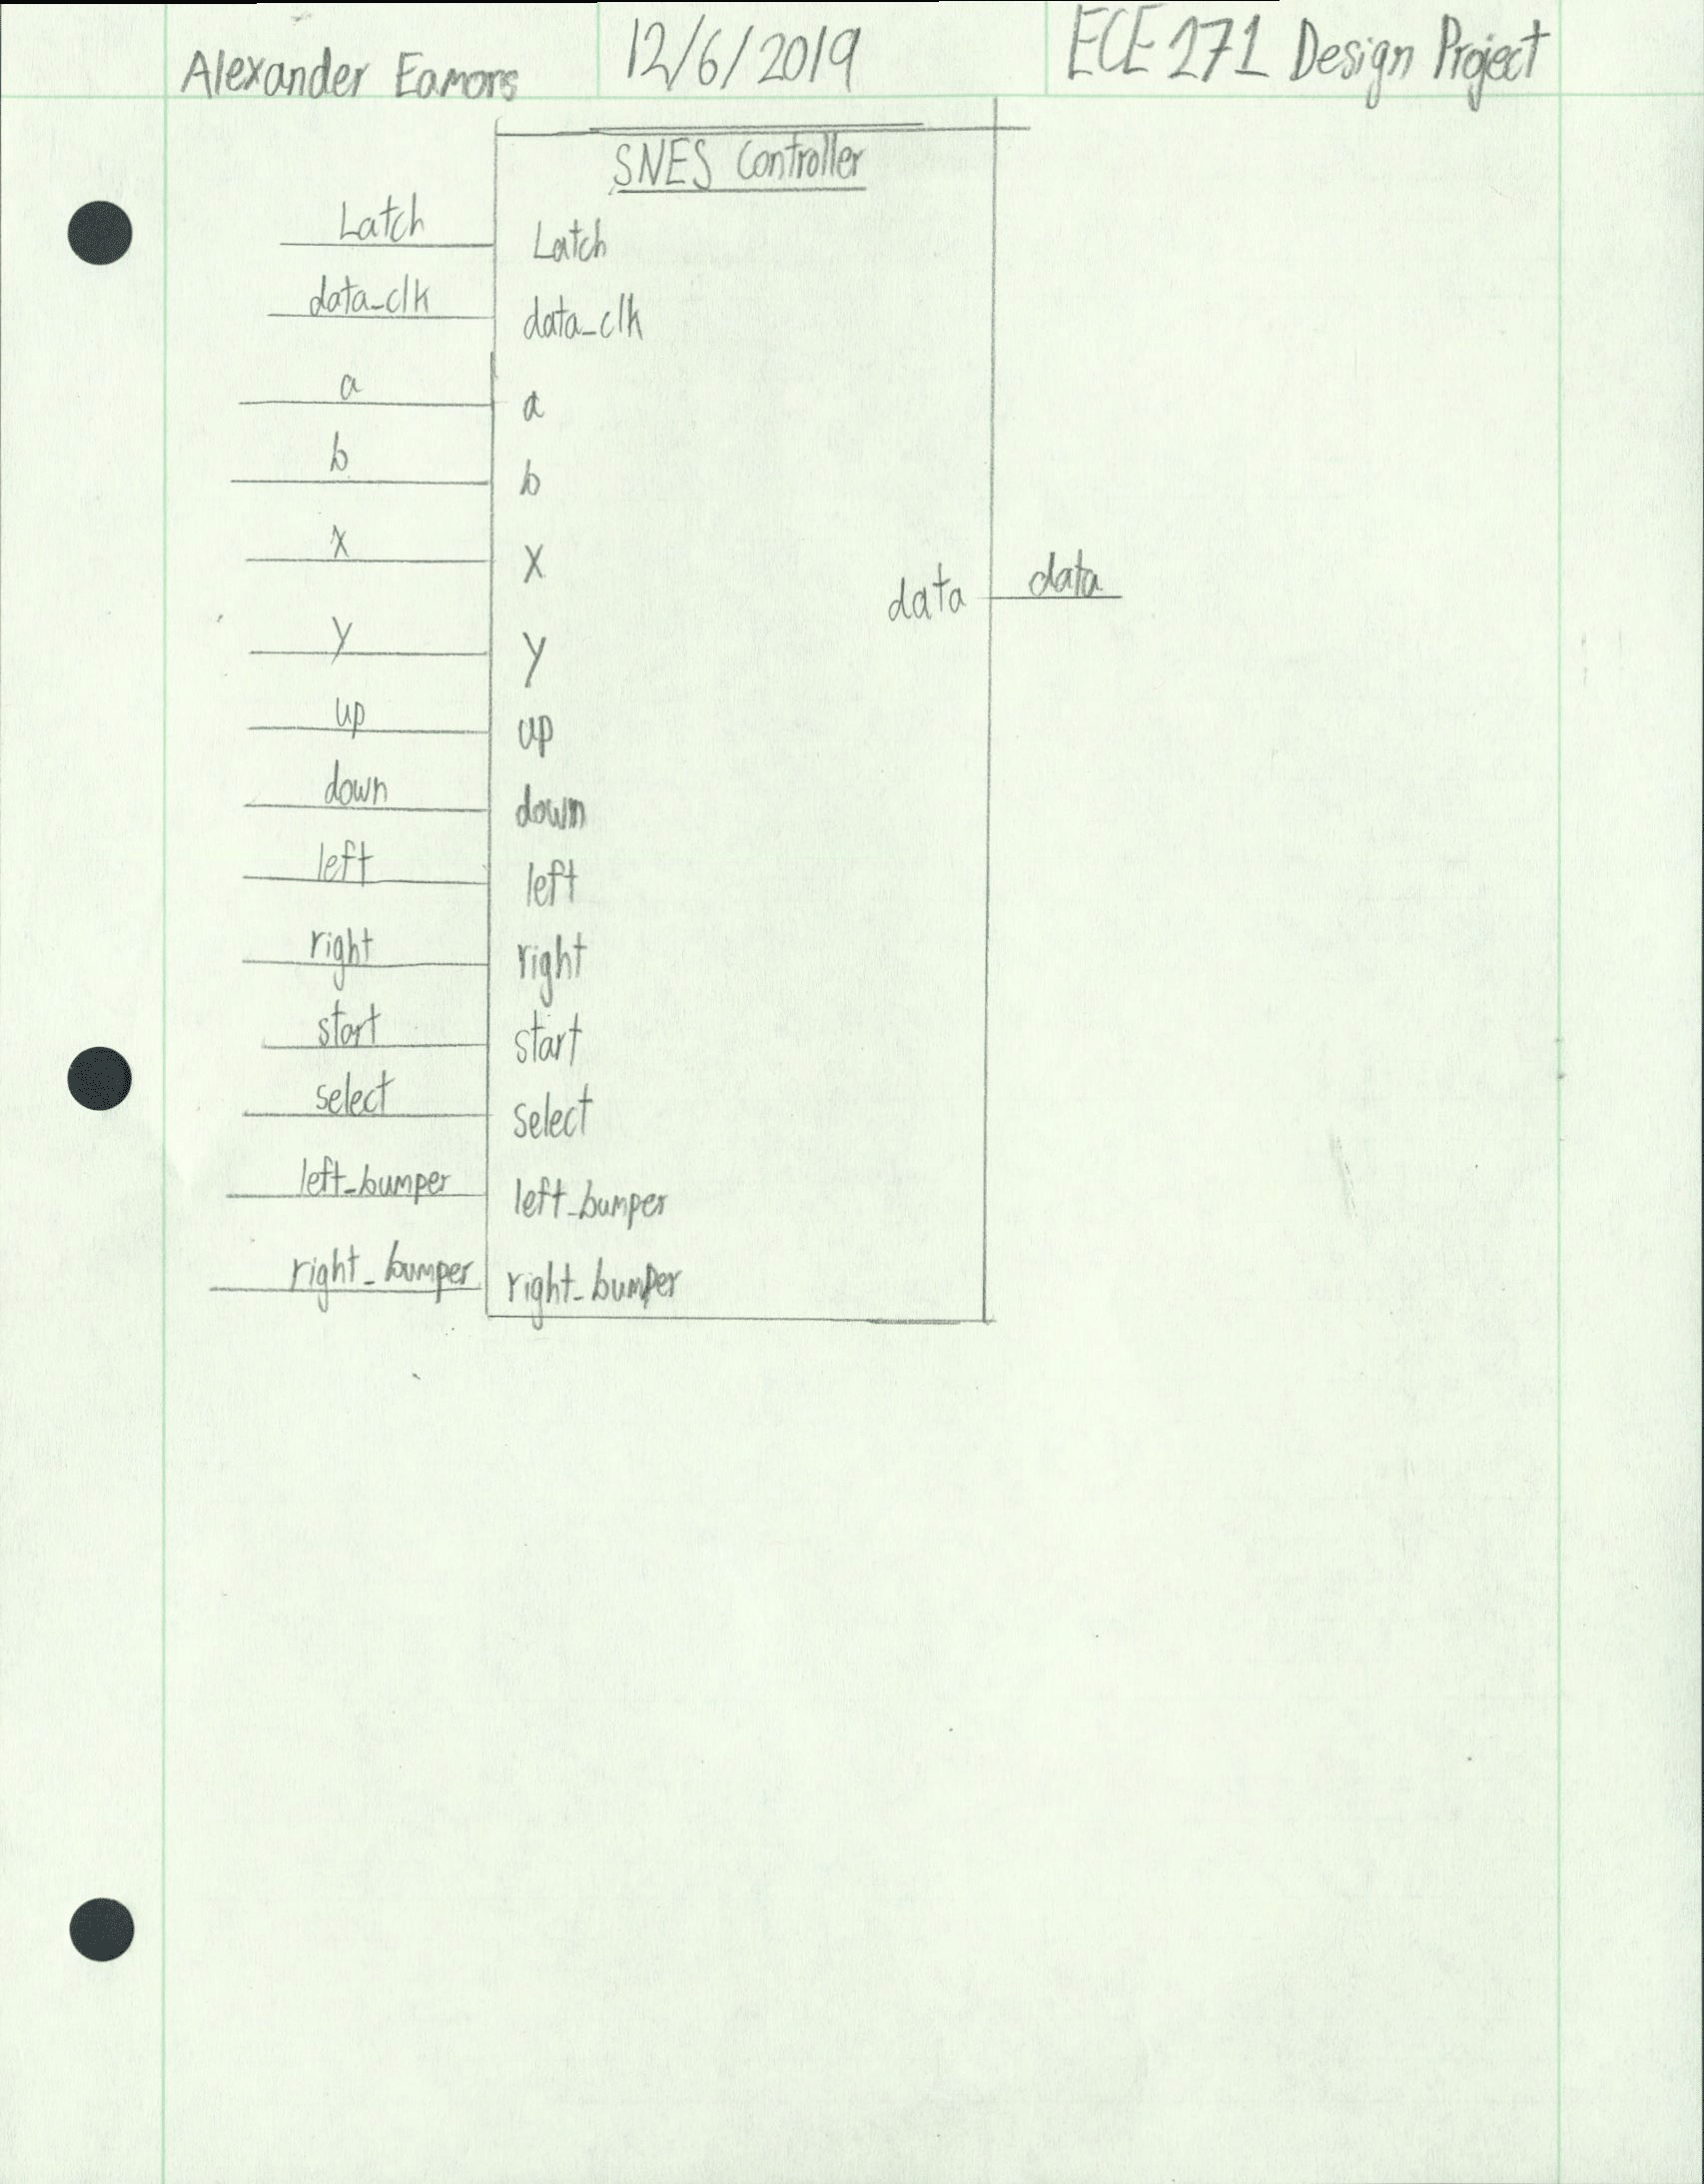 Alexander Eamors 12/6/2019 ECE 271 Design Project
SNES Controller
Latch Latch
data_clk data_clk
a a
b b
x x
data data
y y
up up
down down
left left
right right
start start
select select
left_bumper left_bumper
right_bumper right_bumper